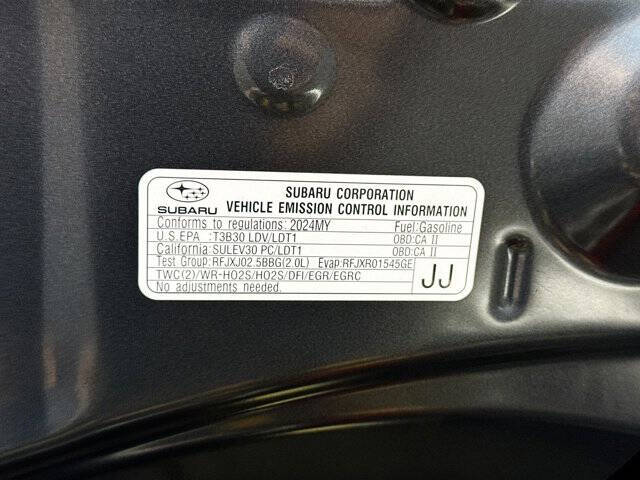 SUBARU CORPORATION
SUBARU VEHICLE EMISSION CONTROL INFORMATION
Conforms to regulations: 2024MY Fuel:Gasoline
U.S.EPA :T3B30 LDV/LDT1 OBD:CA II
California:SULEV30 PC/LDT1 OBD:CA II
Test Group:RFJXJ02.5BBG(2.0L) Evap:RFJXR01545GE
TWC(2)/WR-HO2S/HO2S/DFI/EGR/EGRC
No adjustments needed.
JJ